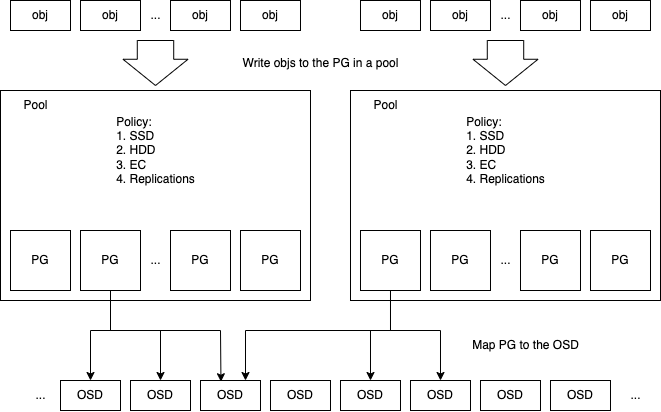 obj obj ... obj obj obj obj ... obj obj
Write objs to the PG in a pool
Pool Pool
Policy: Policy:
1. SSD 1. SSD
2. HDD 2. HDD
3. EC 3. EC
4. Replications 4. Replications
PG PG ... PG PG PG PG ... PG PG
Map PG to the OSD
... OSD OSD OSD OSD OSD OSD OSD OSD ...